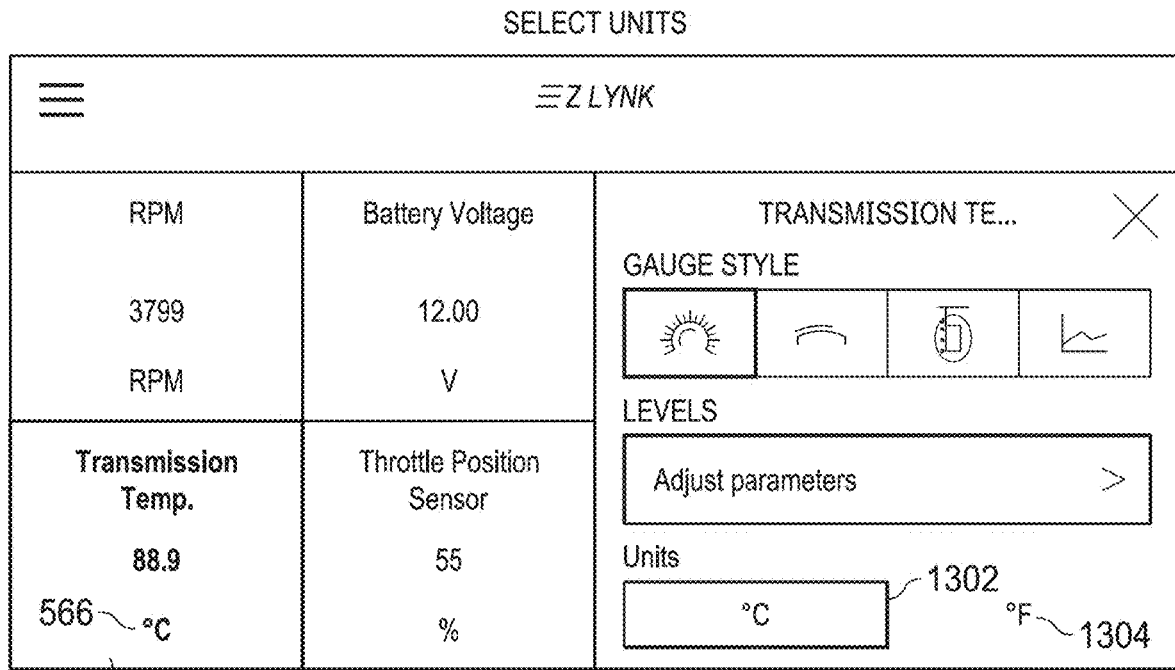 SELECT UNITS
EZ LYNK
RPM
3799
RPM
Battery Voltage
12.00
V
Transmission
Temp.
88.9
566
°C
Throttle Position
Sensor
55
%
TRANSMISSION TE...
GAUGE STYLE
LEVELS
Adjust parameters >
Units
°C
1302
°F
1304